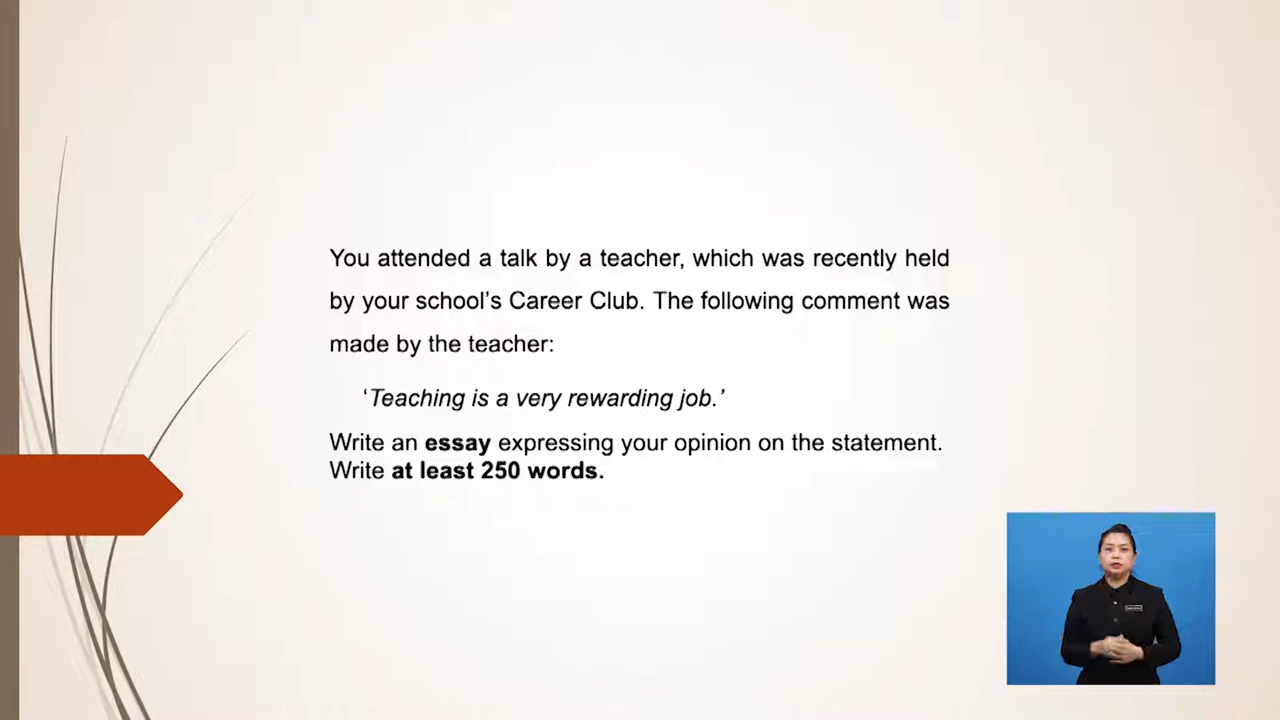 You attended a talk by a teacher, which was recently held
by your school’s Career Club. The following comment was
made by the teacher:
‘Teaching is a very rewarding job.’
Write an essay expressing your opinion on the statement.
Write at least 250 words.